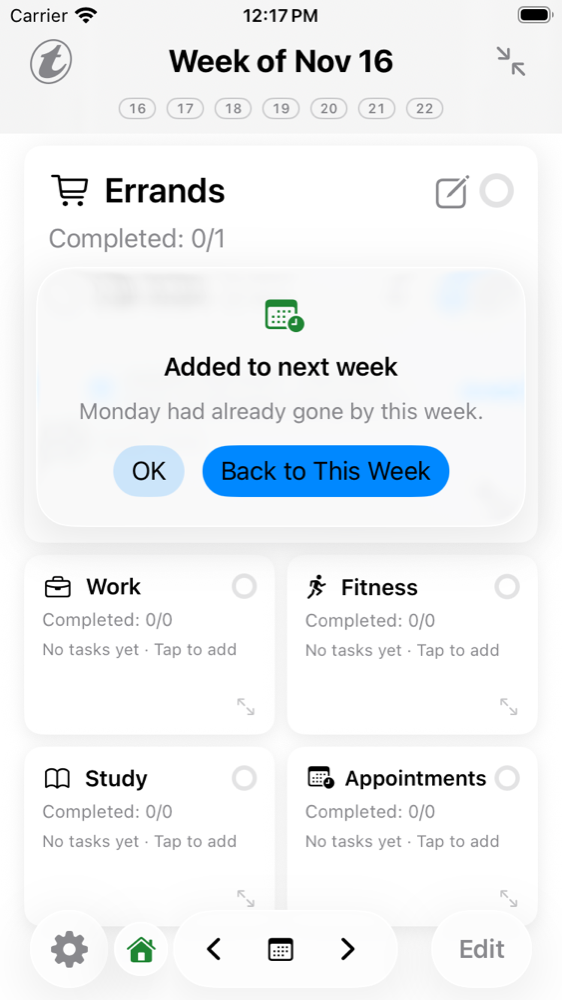 Carrier 12:17 PM
t Week of Nov 16
16 17 18 19 20 21 22
Errands
Completed: 0/1
Added to next week
Monday had already gone by this week.
OK Back to This Week
Work
Completed: 0/0
No tasks yet · Tap to add
Fitness
Completed: 0/0
No tasks yet · Tap to add
Study
Completed: 0/0
No tasks yet · Tap to add
Appointments
Completed: 0/0
No tasks yet · Tap to add
Edit